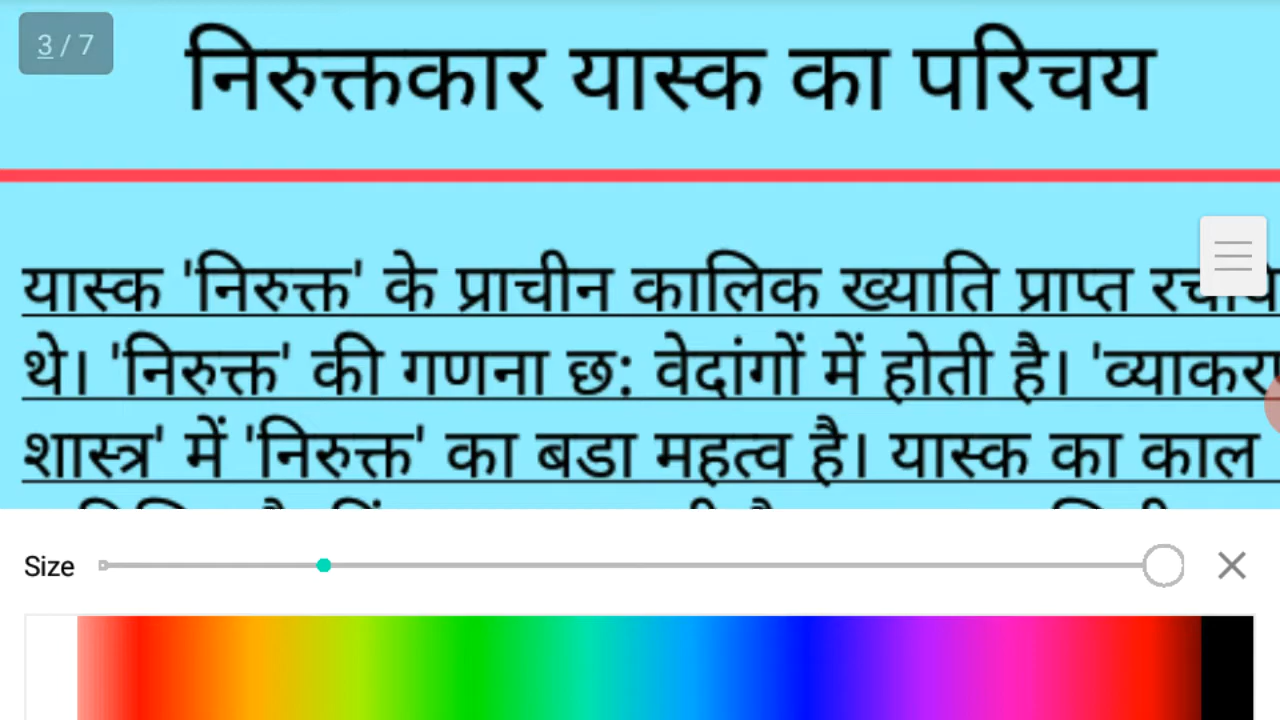 3 / 7
निरुक्तकार यास्क का परिचय
यास्क 'निरुक्त' के प्राचीन कालिक ख्याति प्राप्त
थे। 'निरुक्त' की गणना छ: वेदांगों में होती है।
शास्त्र' में 'निरुक्त' का बडा महत्व है। यास्क का काल
Size